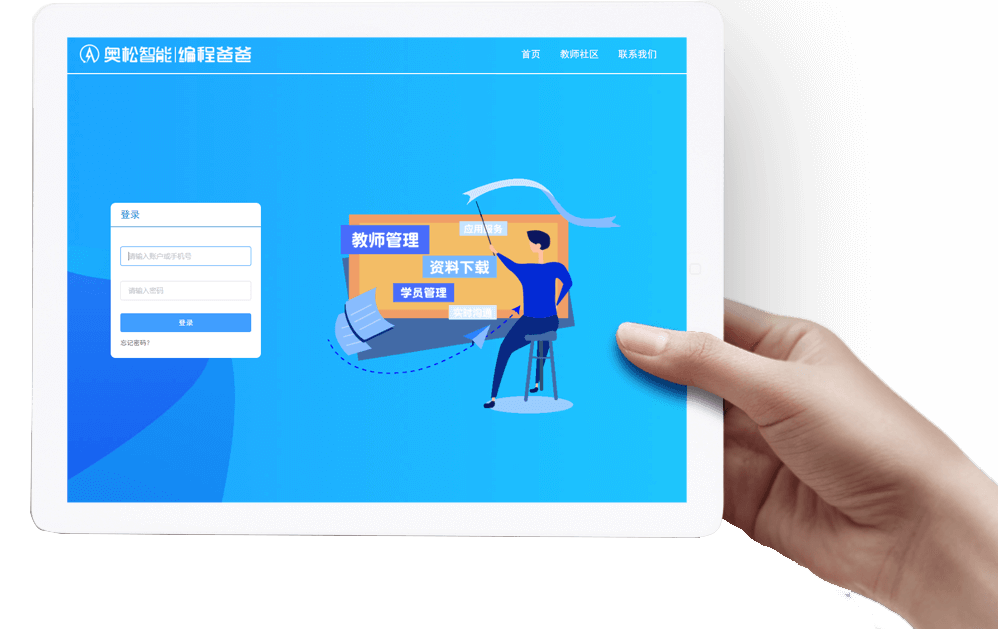 奥松智能|编程爸爸
首页 教师社区 联系我们
登录
请输入账户或手机号
请输入密码
登录
忘记密码?
教师管理
应用服务
资料下载
学员管理
实时沟通